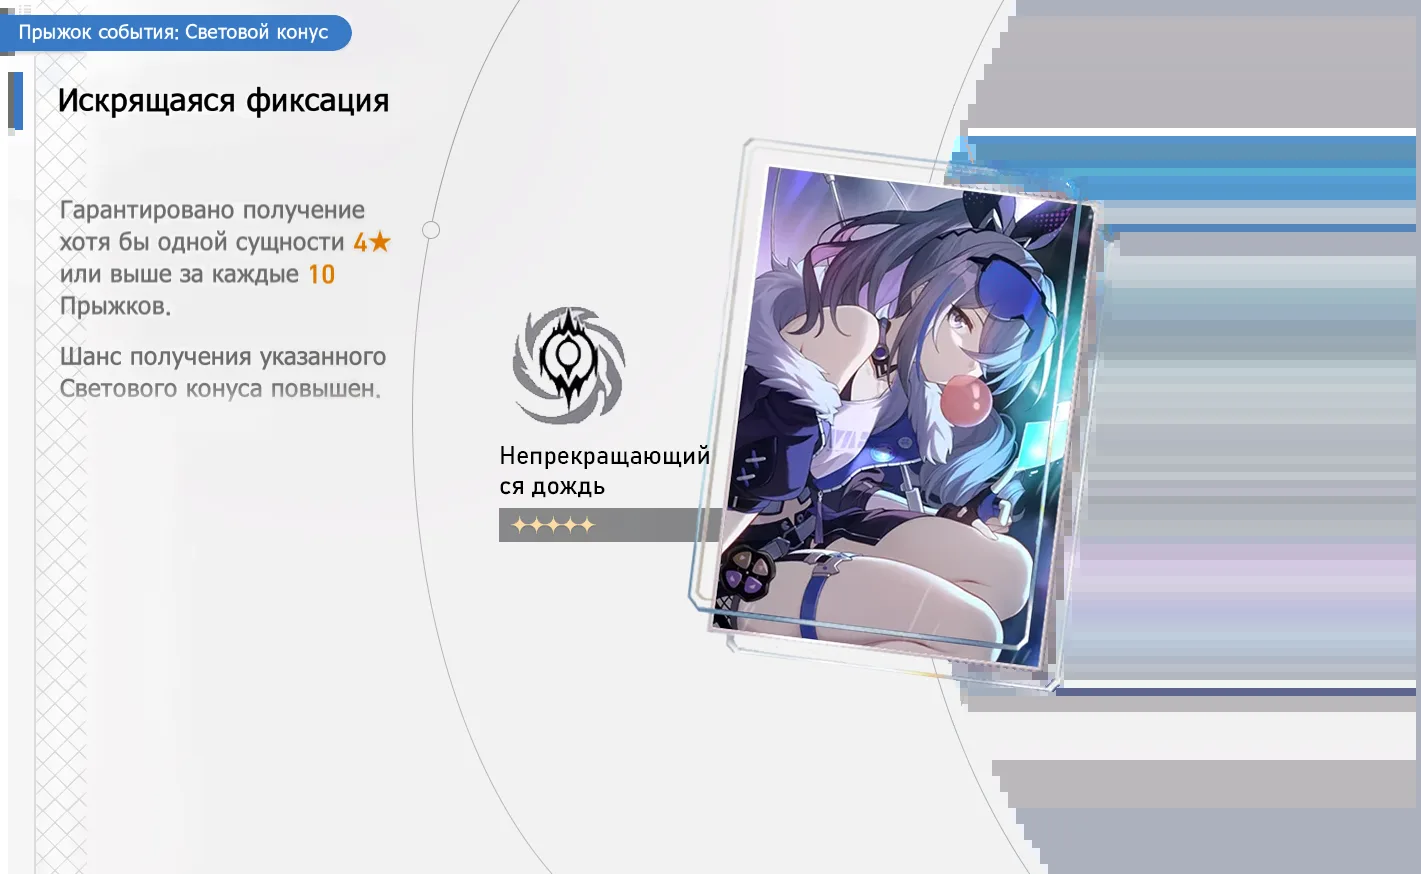 Прыжок события: Световой конус
Искрящаяся фиксация
Гарантировано получение
хотя бы одной сущности 4★
или выше за каждые 10
Прыжков.
Шанс получения указанного
Светового конуса повышен.
Непрекращающий
ся дождь